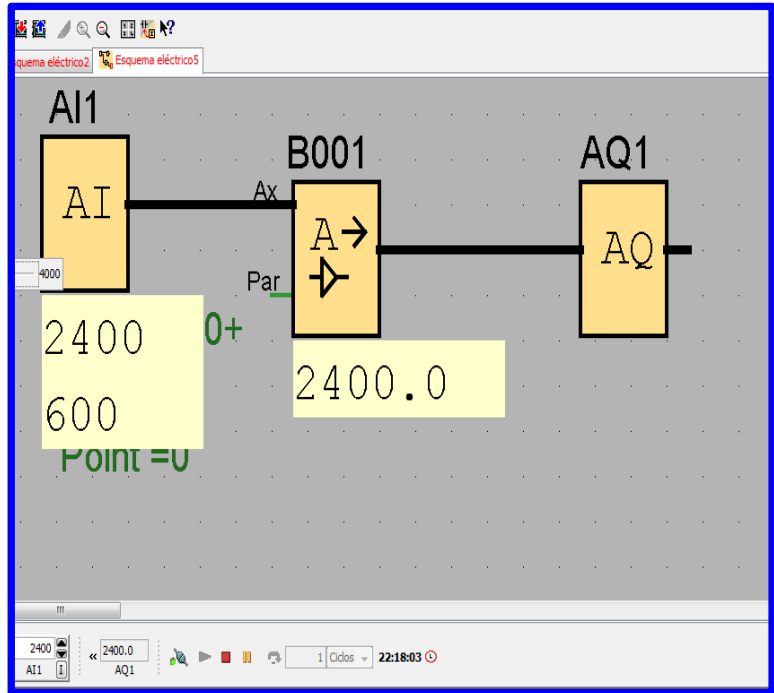 squema eléctrico2 Esquema eléctrico5
AI1
B001
AQ1
Ax
AI
A
AQ
4000
Par
2400
0+
2400.0
600
Point =0
2400
« 2400.0
1 Ciclos
22:18:03
AI1 I
AQ1